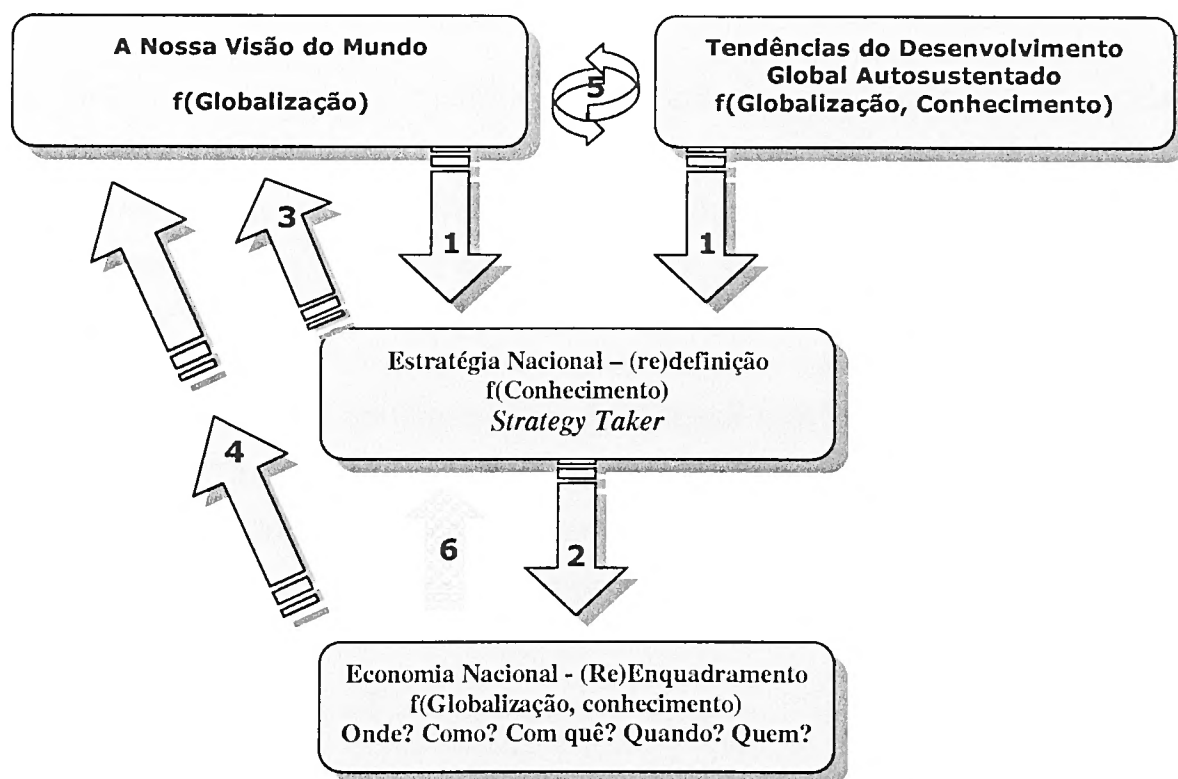 A Nossa Visão do Mundo
f(Globalização)
5
Tendências do Desenvolvimento
Global Autosustentado
f(Globalização, Conhecimento)
3
1
1
Estratégia Nacional – (re)definição
f(Conhecimento)
Strategy Taker
4
6
2
Economia Nacional - (Re)Enquadramento
f(Globalização, conhecimento)
Onde? Como? Com quê? Quando? Quem?